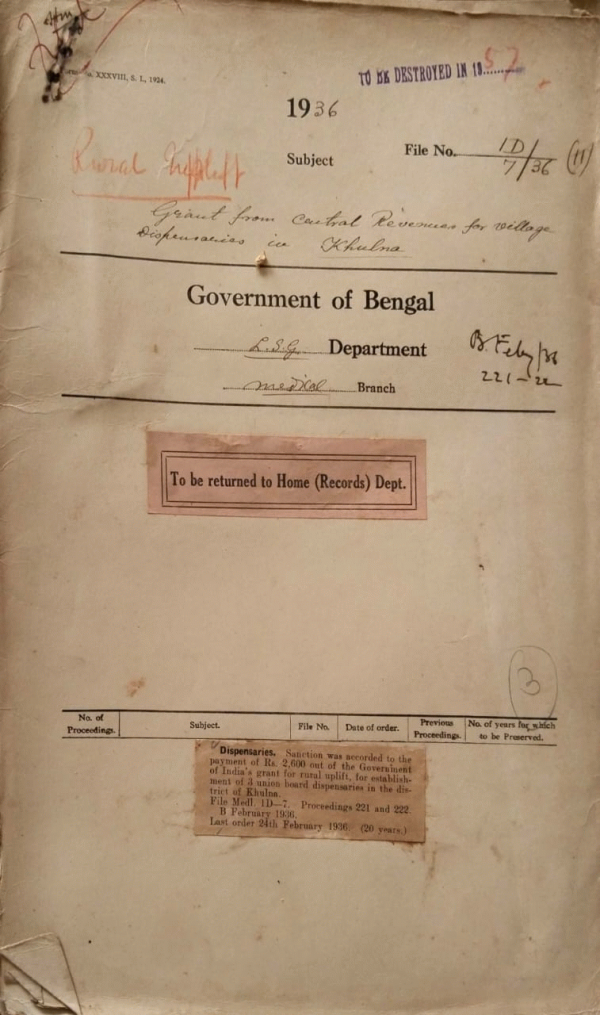 XXXVIII, S. L., 1924.
TO BE DESTROYED IN 1957
1936
Rural Uplift
Subject
File No. 1D/7/36 (11)
Grant from Central Revenues for village
Dispensaries in Khulna
Government of Bengal
L.S.G. Department
Medical Branch
B. Feby/36
221-22
To be returned to Home (Records) Dept.
3
No. of Proceedings. Subject. File No. Date of order. Previous Proceedings. No. of years for which to be Preserved.
Dispensaries. Sanction was accorded to the
payment of Rs. 2,600 out of the Government
of India's grant for rural uplift, for establish-
ment of 3 union board dispensaries in the dis-
trict of Khulna.
File Medl. 1D—7. Proceedings 221 and 222
B February 1936.
Last order 24th February 1936. (20 years.)